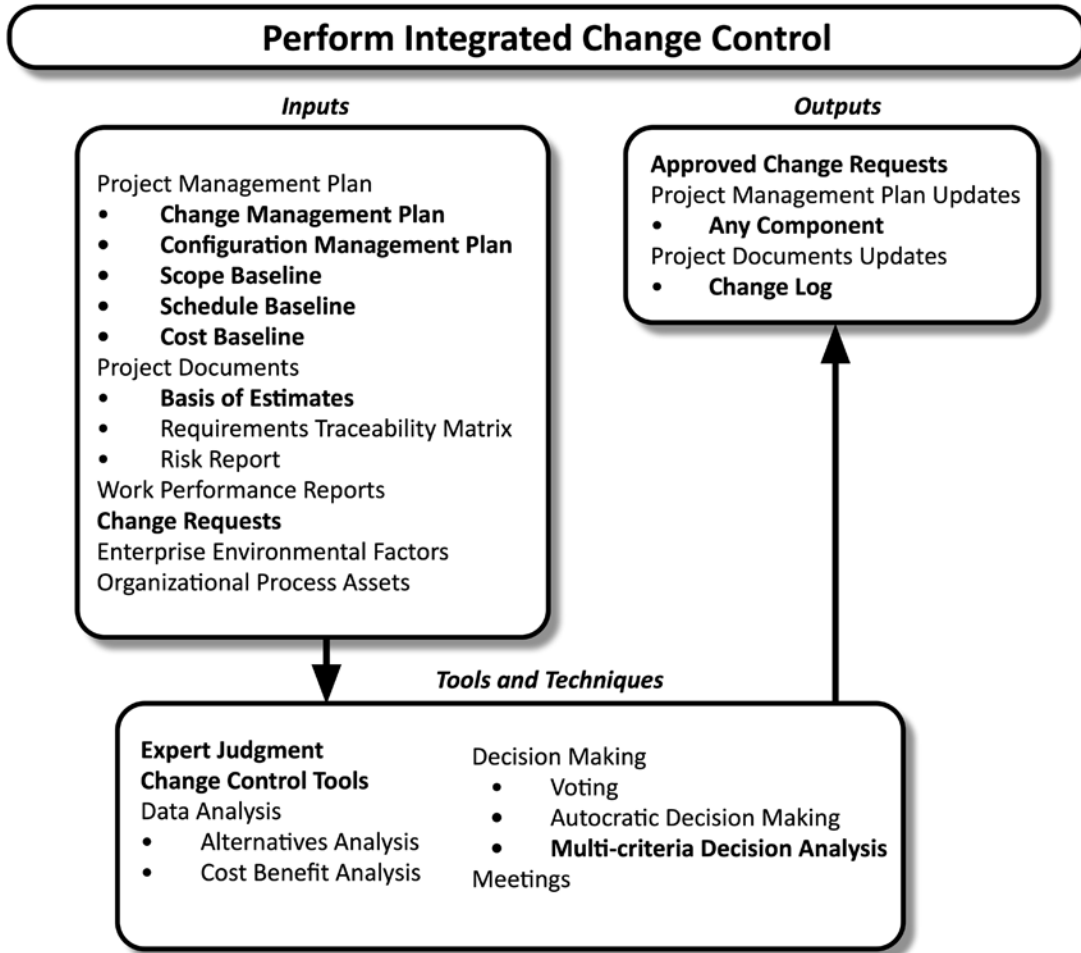 Perform Integrated Change Control
Inputs
Project Management Plan
• Change Management Plan
• Configuration Management Plan
• Scope Baseline
• Schedule Baseline
• Cost Baseline
Project Documents
• Basis of Estimates
• Requirements Traceability Matrix
• Risk Report
Work Performance Reports
Change Requests
Enterprise Environmental Factors
Organizational Process Assets
Outputs
Approved Change Requests
Project Management Plan Updates
• Any Component
Project Documents Updates
• Change Log
Tools and Techniques
Expert Judgment
Change Control Tools
Data Analysis
• Alternatives Analysis
• Cost Benefit Analysis
Decision Making
• Voting
• Autocratic Decision Making
• Multi-criteria Decision Analysis
Meetings